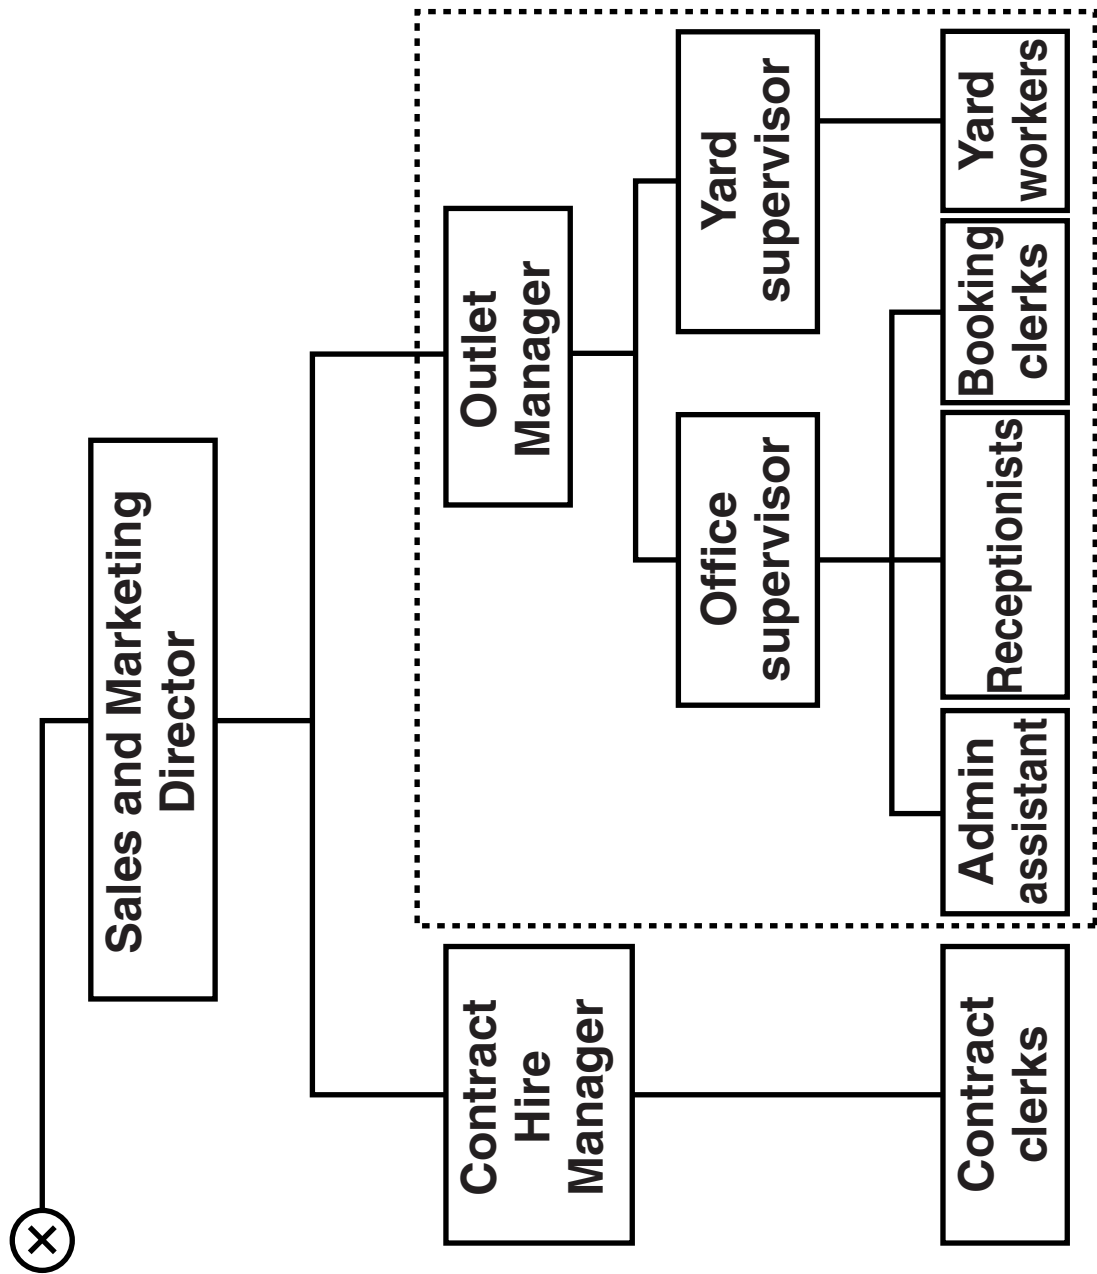 X
Sales and Marketing
Director
Contract
Hire
Manager
Outlet
Manager
Office
supervisor
Yard
supervisor
Contract
clerks
Admin
assistant
Receptionists
Booking
clerks
Yard
workers